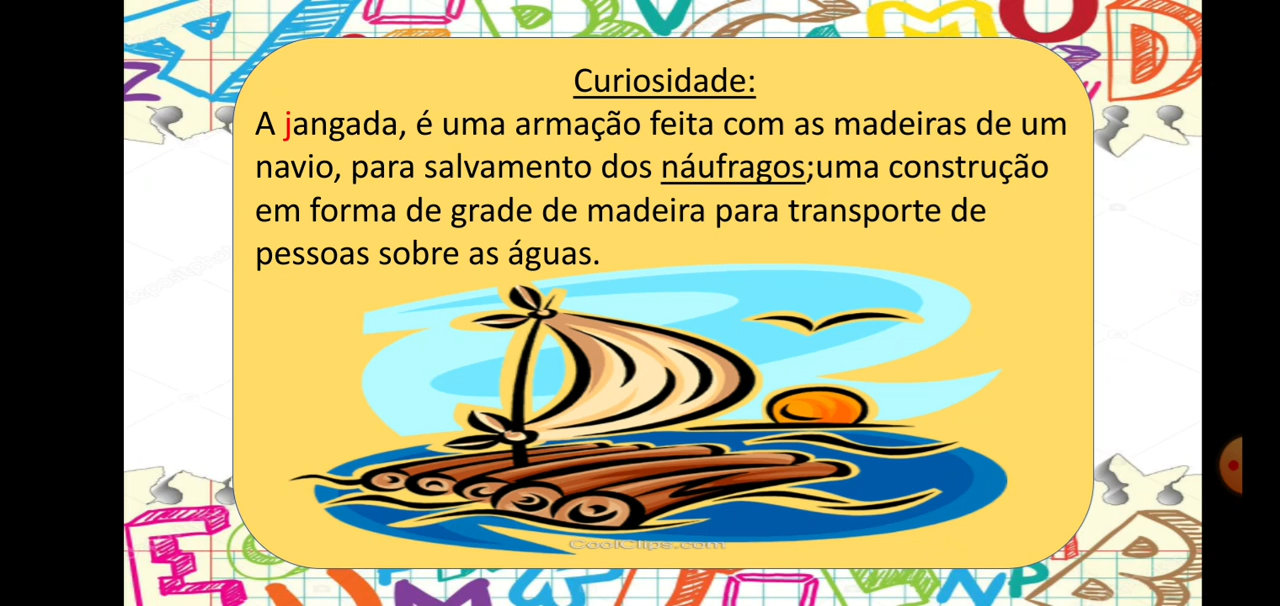 Curiosidade:
A jangada, é uma armação feita com as madeiras de um
navio, para salvamento dos náufragos;uma construção
em forma de grade de madeira para transporte de
pessoas sobre as águas.
CoolClips.com